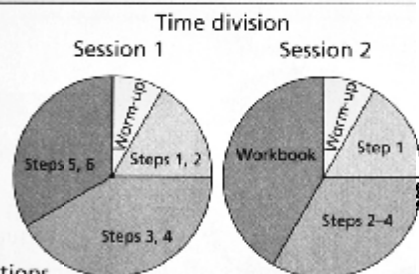 Time division
Session 1
Session 2
Warm-up
Steps 1, 2
Steps 3, 4
Steps 5, 6
Warm-up
Step 1
Steps 2–4
Workbook